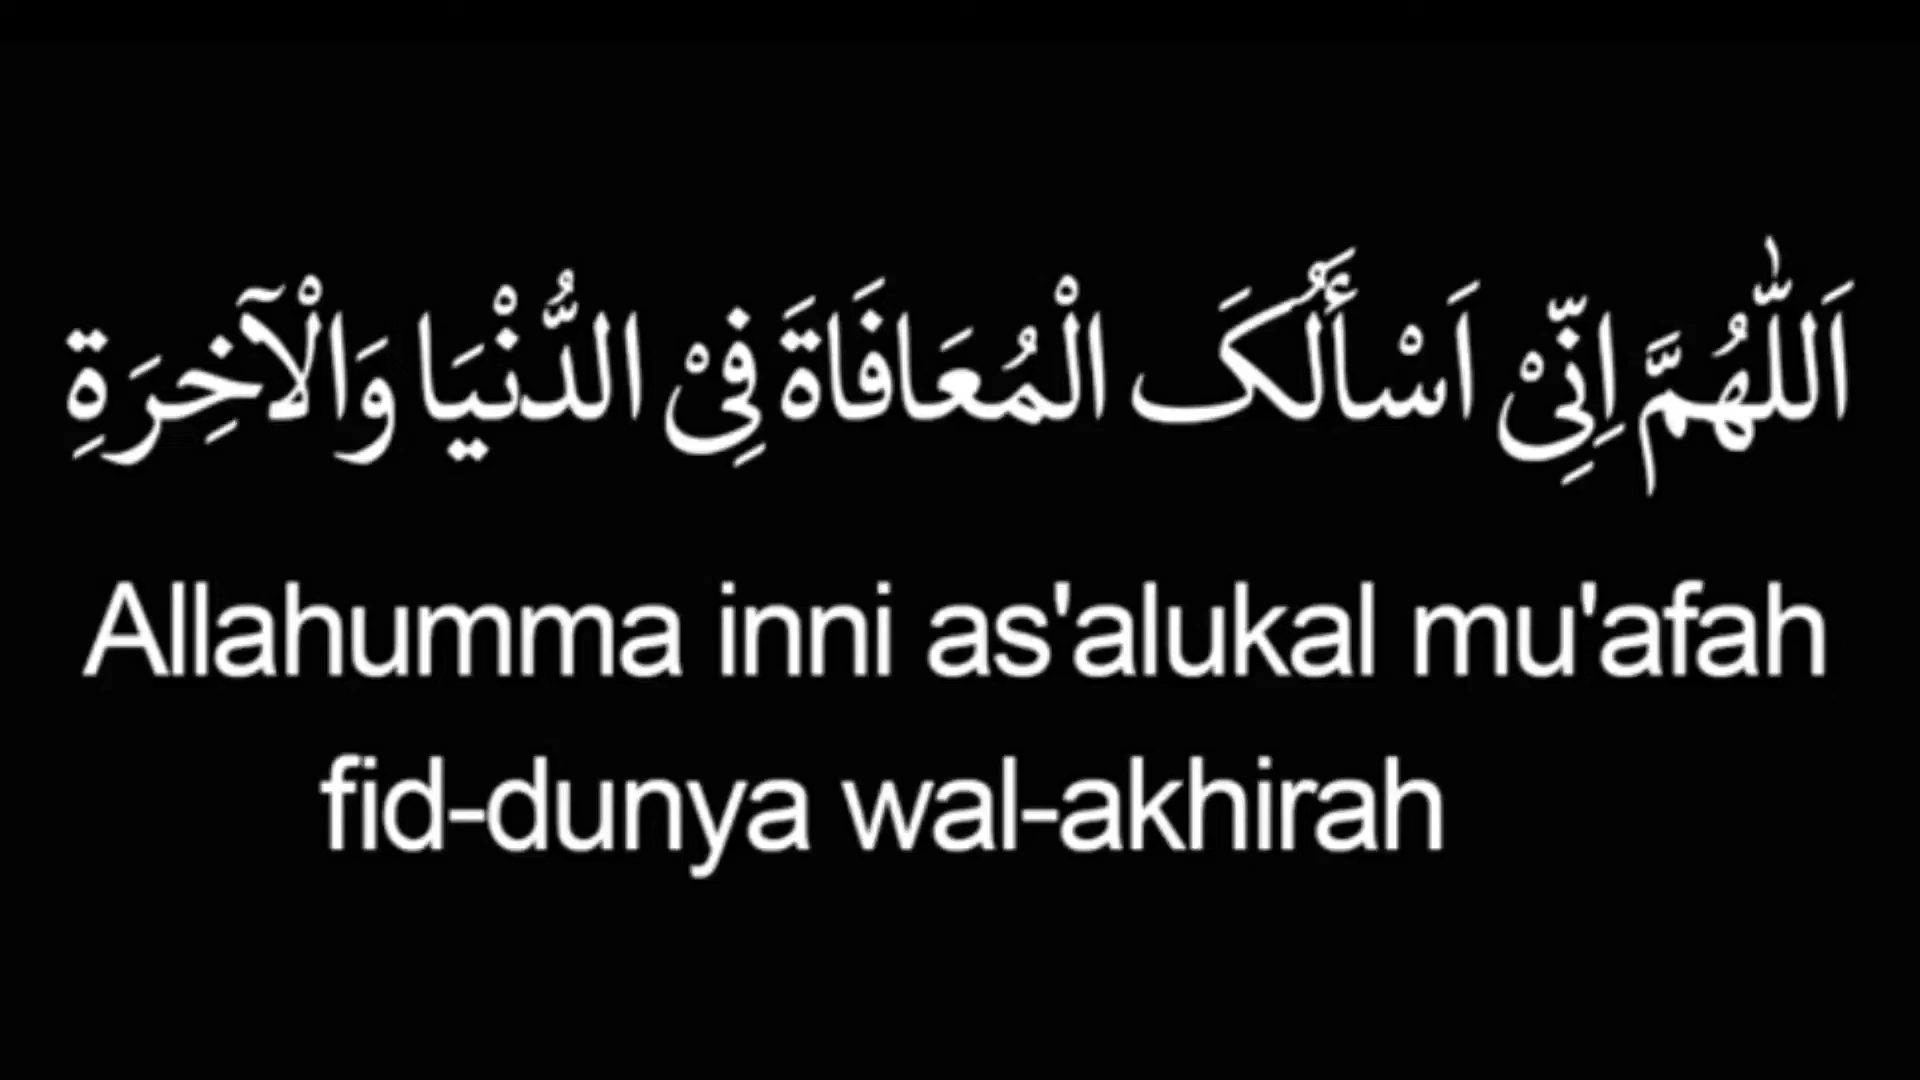 اَللّٰهُمَّ اِنِّیْ اَسْأَلُکَ الْمُعَافَاةَ فِیْ الدُّنْيَا وَالْآخِرَةِ
Allahumma inni as'alukal mu'afah
fid-dunya wal-akhirah